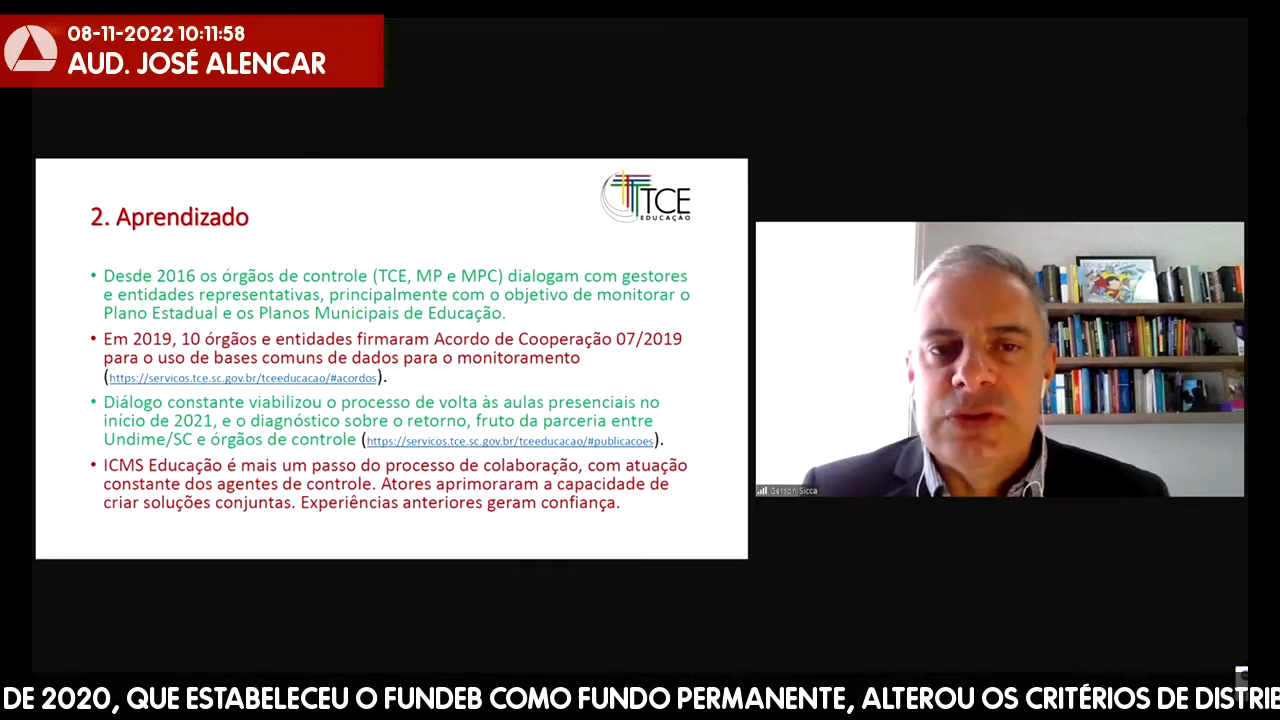 08-11-2022 10:11:58
AUD. JOSÉ ALENCAR
TCE
EDUCAÇÃO
2. Aprendizado
• Desde 2016 os órgãos de controle (TCE, MP e MPC) dialogam com gestores
e entidades representativas, principalmente com o objetivo de monitorar o
Plano Estadual e os Planos Municipais de Educação.
• Em 2019, 10 órgãos e entidades firmaram Acordo de Cooperação 07/2019
para o uso de bases comuns de dados para o monitoramento
(https://servicos.tce.sc.gov.br/tceeducacao/#acordos).
• Diálogo constante viabilizou o processo de volta às aulas presenciais no
início de 2021, e o diagnóstico sobre o retorno, fruto da parceria entre
Undime/SC e órgãos de controle (https://servicos.tce.sc.gov.br/tceeducacao/#publicacoes).
• ICMS Educação é mais um passo do processo de colaboração, com atuação
constante dos agentes de controle. Atores aprimoraram a capacidade de
criar soluções conjuntas. Experiências anteriores geram confiança.
Gerson Sicca
DE 2020, QUE ESTABELECEU O FUNDEB COMO FUNDO PERMANENTE, ALTEROU OS CRITÉRIOS DE DISTRIB